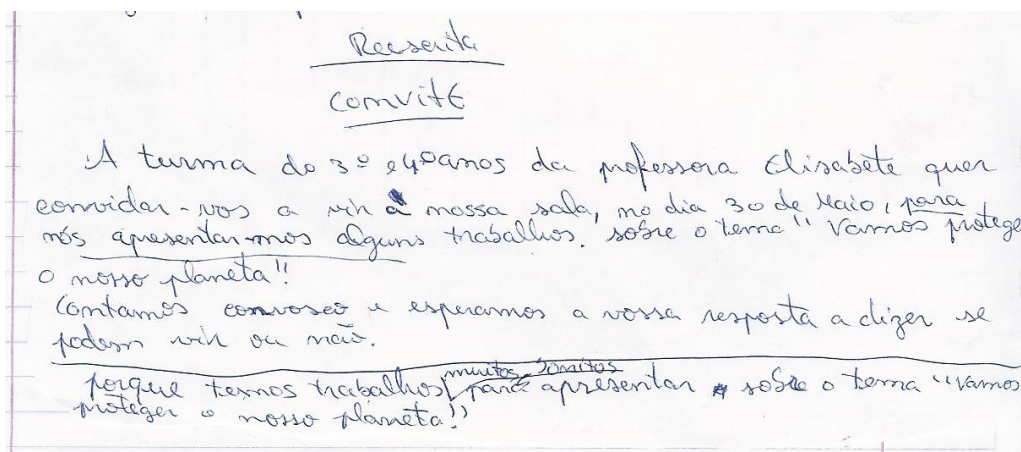 Reescrita
Comvite
A turma do 3º e 4º anos da professora Elisabete quer
convidar-vos a vir à nossa sala, no dia 30 de Maio, para
nós apresentar-mos alguns trabalhos. sobre o tema "Vamos protege
o nosso planeta".
Contamos convosco e esperamos a vossa resposta a dizer se
podem vir ou não.
muitos bonitos
porque temos trabalhos para apresentar sobre o tema "Vamos
proteger o nosso planeta!"